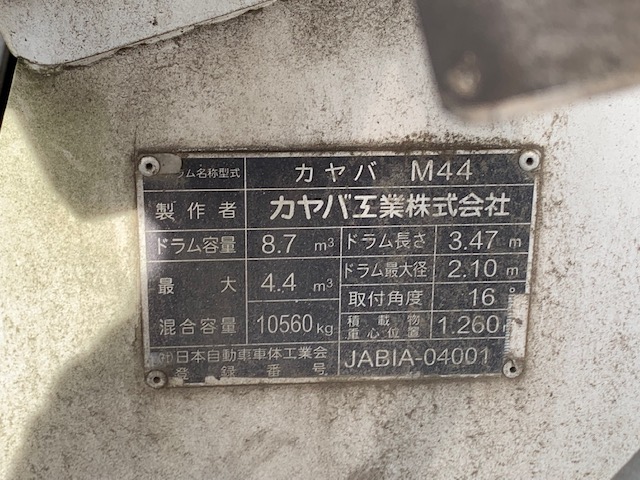 ラム名称型式 カヤバ M44
製作者 カヤバ工業株式会社
ドラム容量 8.7 m³ ドラム長さ 3.47 m
最大 4.4 m³ ドラム最大径 2.10 m
取付角度 16°
混合容量 10560 kg 積載物重心位置 1.260
日本自動車車体工業会
登録番号 JABIA-04001